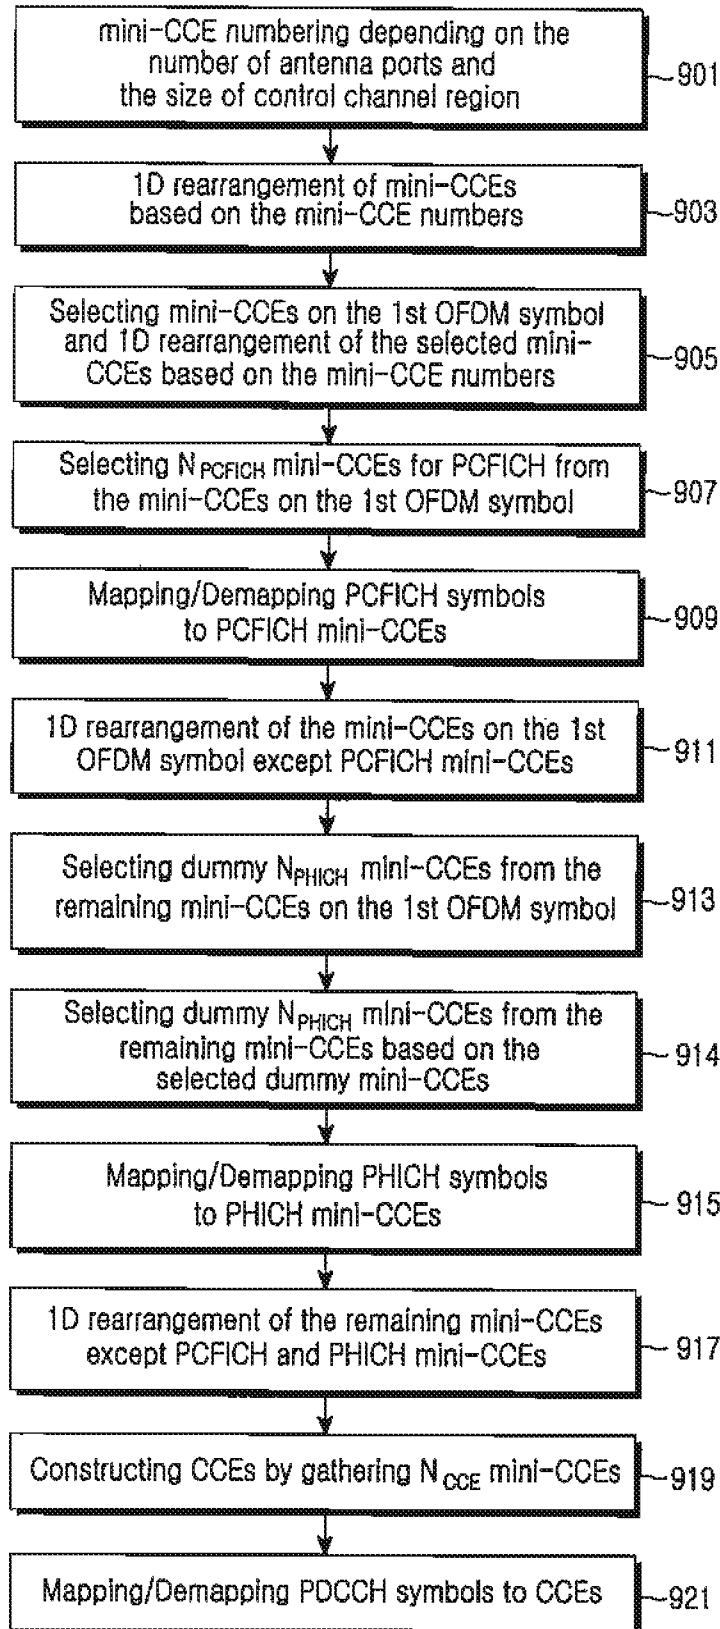 mini-CCE numbering depending on the
number of antenna ports and
the size of control channel region
901
1D rearrangement of mini-CCEs
based on the mini-CCE numbers
903
Selecting mini-CCEs on the 1st OFDM symbol
and 1D rearrangement of the selected mini-
CCEs based on the mini-CCE numbers
905
Selecting NPCFICH mini-CCEs for PCFICH from
the mini-CCEs on the 1st OFDM symbol
907
Mapping/Demapping PCFICH symbols
to PCFICH mini-CCEs
909
1D rearrangement of the mini-CCEs on the 1st
OFDM symbol except PCFICH mini-CCEs
911
Selecting dummy NPHICH mini-CCEs from the
remaining mini-CCEs on the 1st OFDM symbol
913
Selecting dummy NPHICH mini-CCEs from the
remaining mini-CCEs based on the
selected dummy mini-CCEs
914
Mapping/Demapping PHICH symbols
to PHICH mini-CCEs
915
1D rearrangement of the remaining mini-CCEs
except PCFICH and PHICH mini-CCEs
917
Constructing CCEs by gathering NCCE mini-CCEs
919
Mapping/Demapping PDCCH symbols to CCEs
921